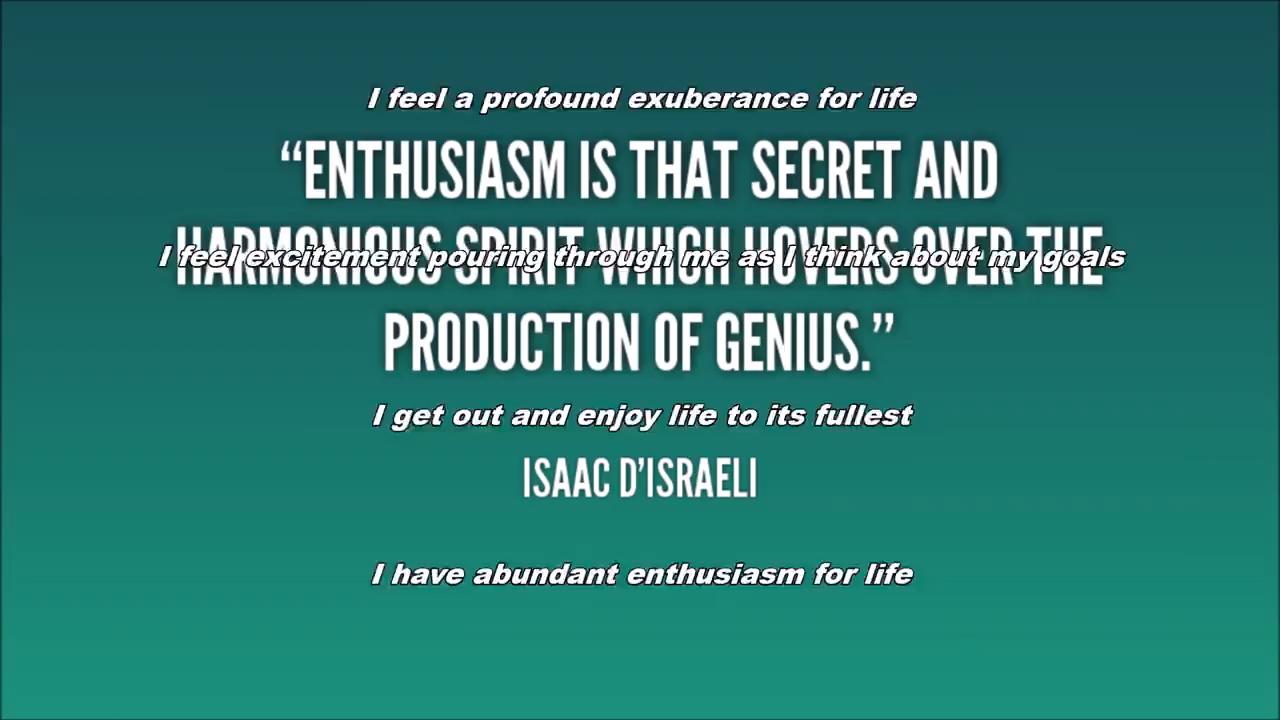 I feel a profound exuberance for life
“ENTHUSIASM IS THAT SECRET AND
HARMONIOUS SPIRIT WHICH HOVERS OVER THE
I feel excitement pouring through me as I think about my goals
PRODUCTION OF GENIUS.”
I get out and enjoy life to its fullest
ISAAC D’ISRAELI
I have abundant enthusiasm for life